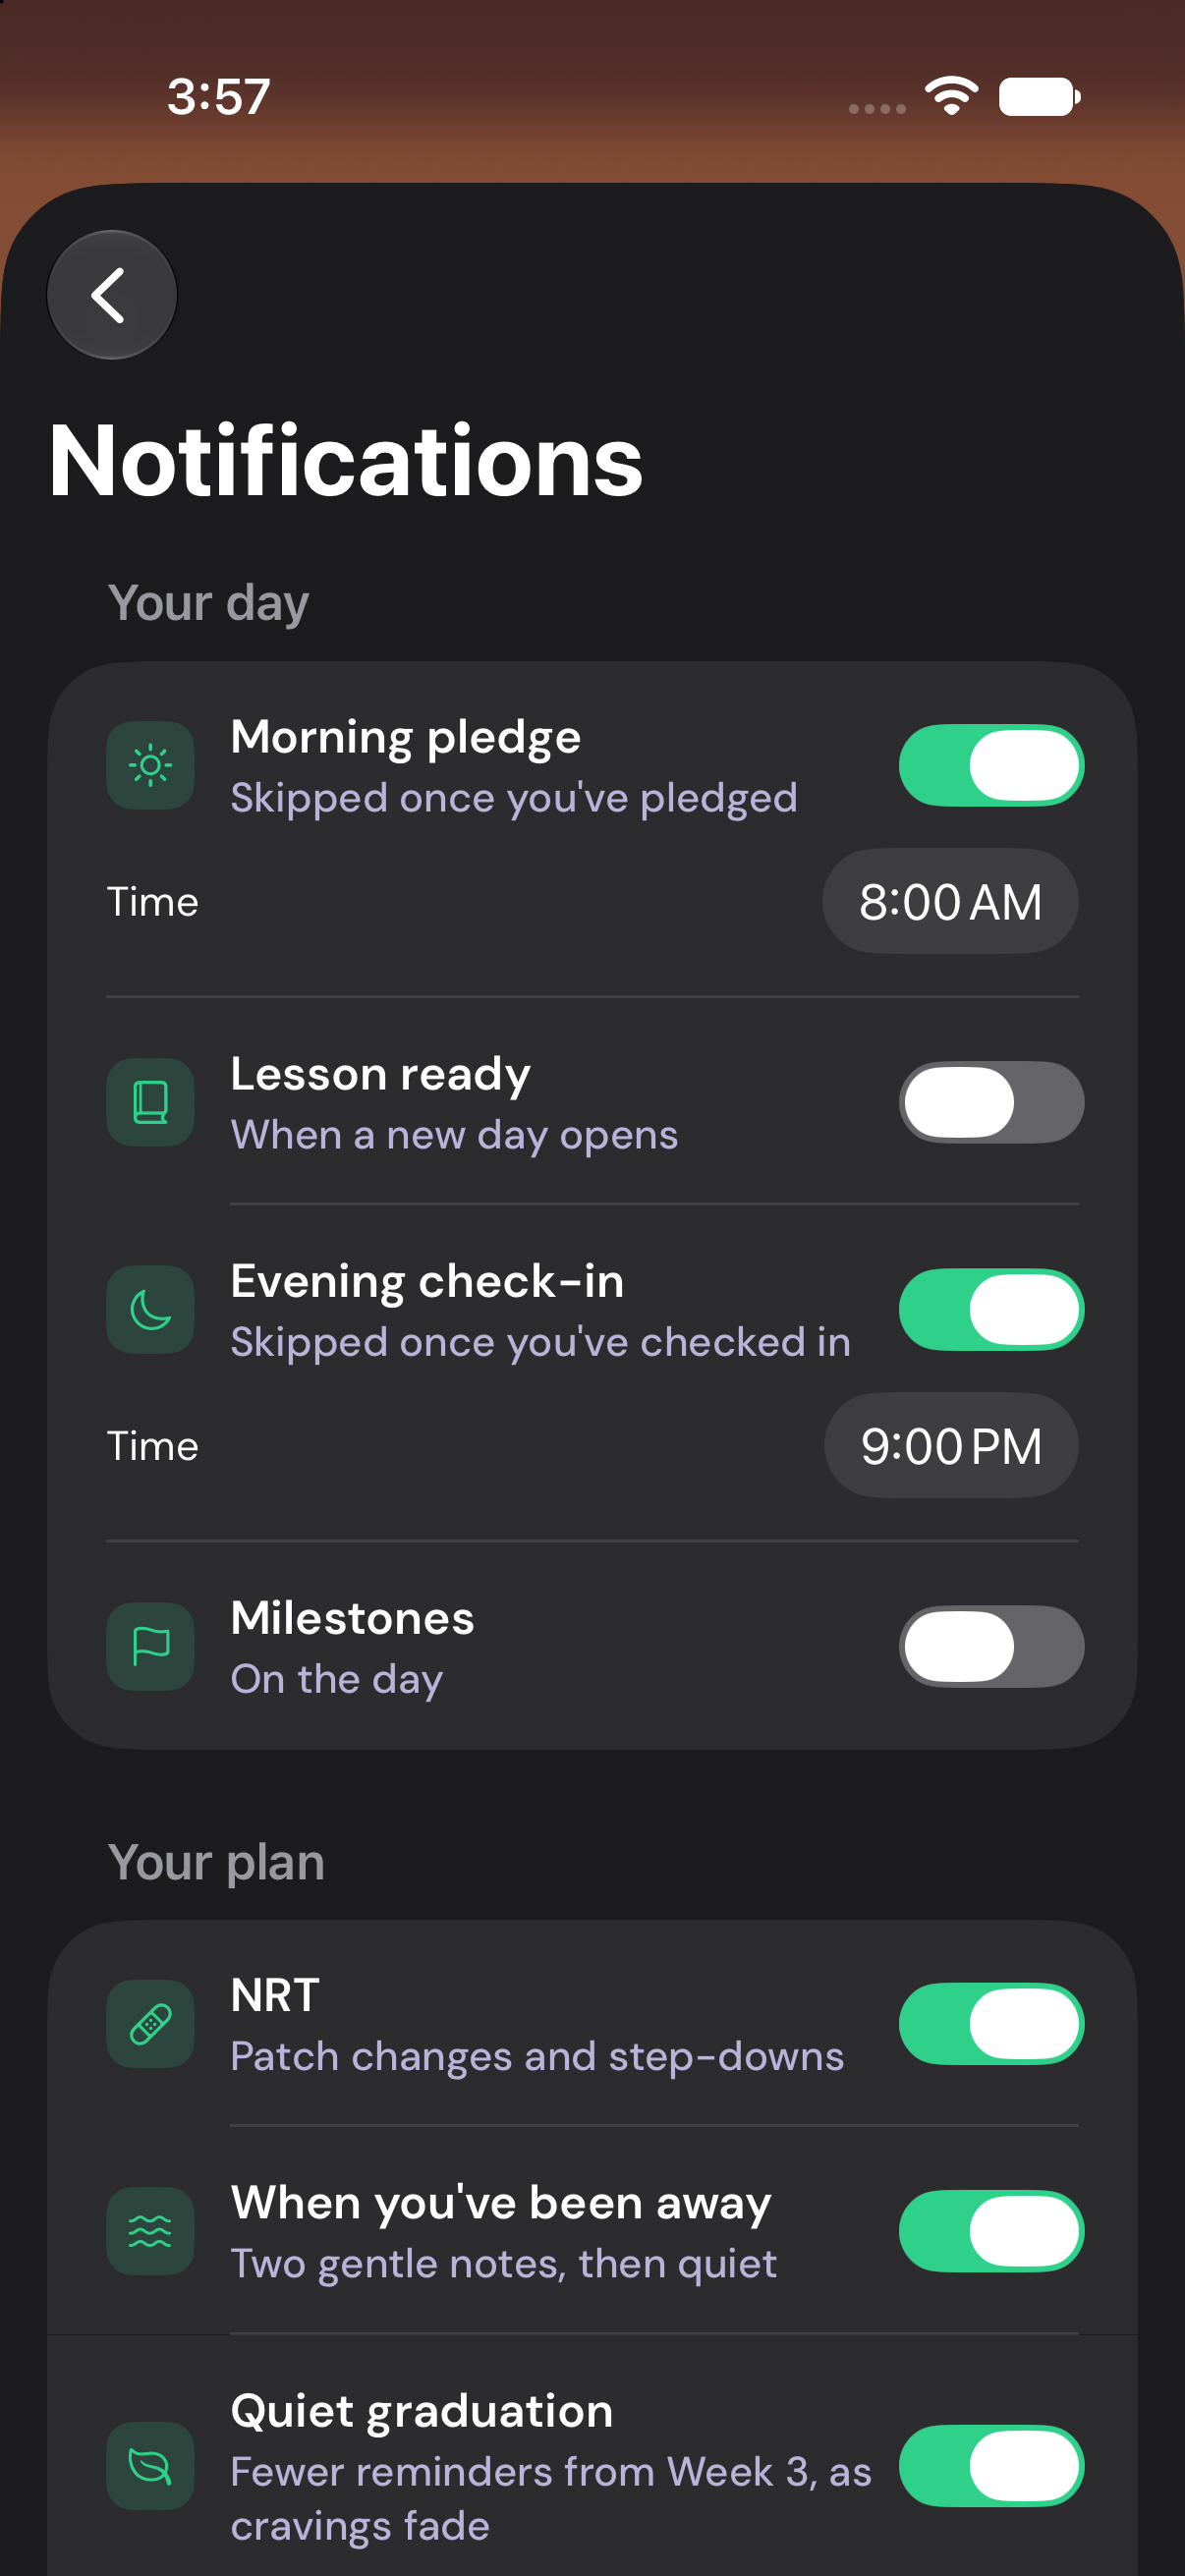 3:57
Notifications
Your day
Morning pledge
Skipped once you've pledged
Time
8:00 AM
Lesson ready
When a new day opens
Evening check-in
Skipped once you've checked in
Time
9:00 PM
Milestones
On the day
Your plan
NRT
Patch changes and step-downs
When you've been away
Two gentle notes, then quiet
Quiet graduation
Fewer reminders from Week 3, as
cravings fade